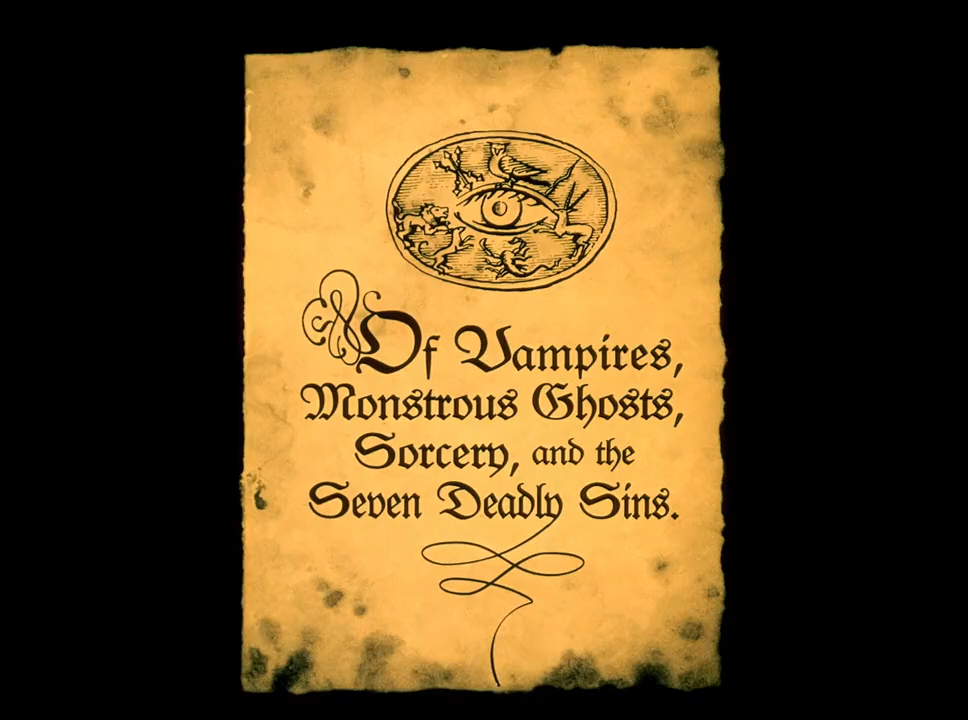 Of Vampires,
Monstrous Ghosts,
Sorcery, and the
Seven Deadly Sins.